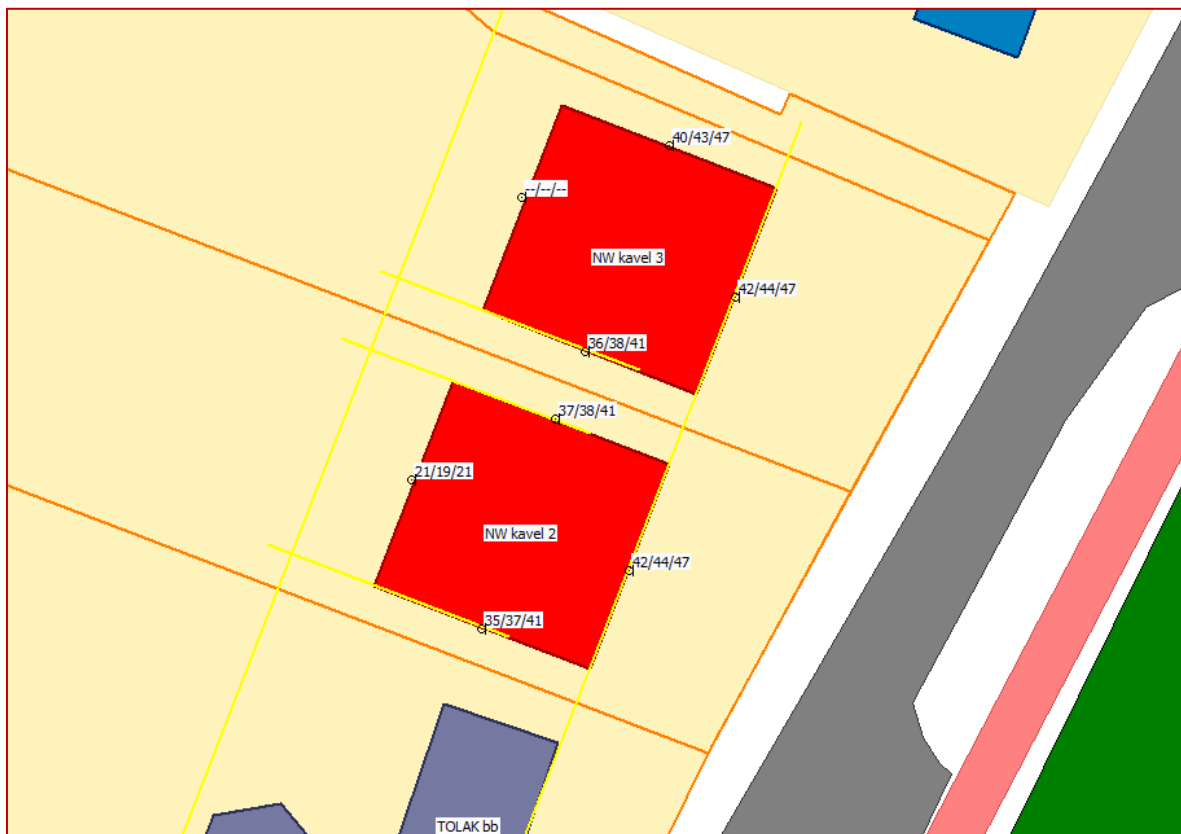 40/43/47
--/--/--
NW kavel 3
42/44/47
36/38/41
37/38/41
21/19/21
NW kavel 2
42/44/47
35/37/41
TOLAK bb